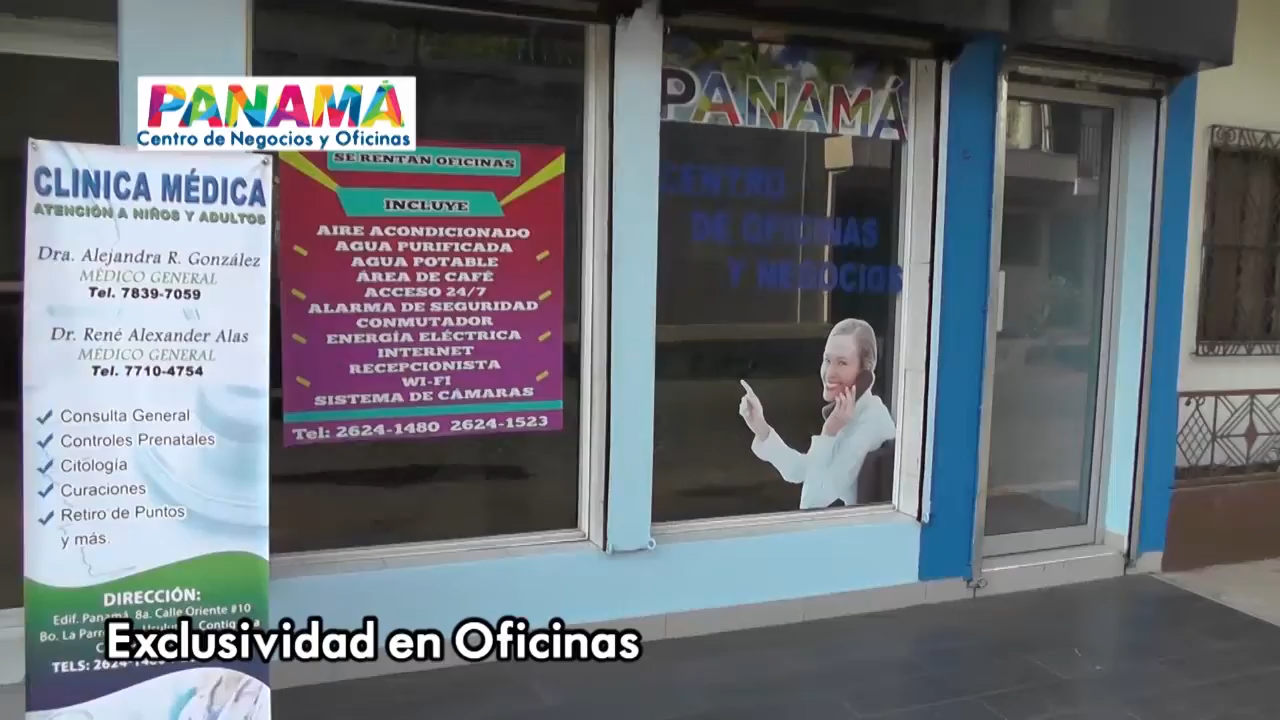 PANAMÁ
Centro de Negocios y Oficinas
CLINICA MÉDICA
ATENCIÓN A NIÑOS Y ADULTOS
Dra. Alejandra R. González
MÉDICO GENERAL
Tel. 7839-7059
Dr. René Alexander Alas
MÉDICO GENERAL
Tel. 7710-4754
Consulta General
Controles Prenatales
Citología
Curaciones
Retiro de Puntos
y más.
DIRECCIÓN:
Edif. Panamá, 8a. Calle Oriente #10
Bo. La
TELS:
SE RENTAN OFICINAS
INCLUYE
AIRE ACONDICIONADO
AGUA PURIFICADA
AGUA POTABLE
ÁREA DE CAFÉ
ACCESO 24/7
ALARMA DE SEGURIDAD
CONMUTADOR
ENERGÍA ELÉCTRICA
INTERNET
RECEPCIONISTA
WI-FI
SISTEMA DE CÁMARAS
Tel: 2624-1480 2624-1523
PANAMÁ
CENTRO
DE OFICINAS
Y NEGOCIOS
Exclusividad en Oficinas